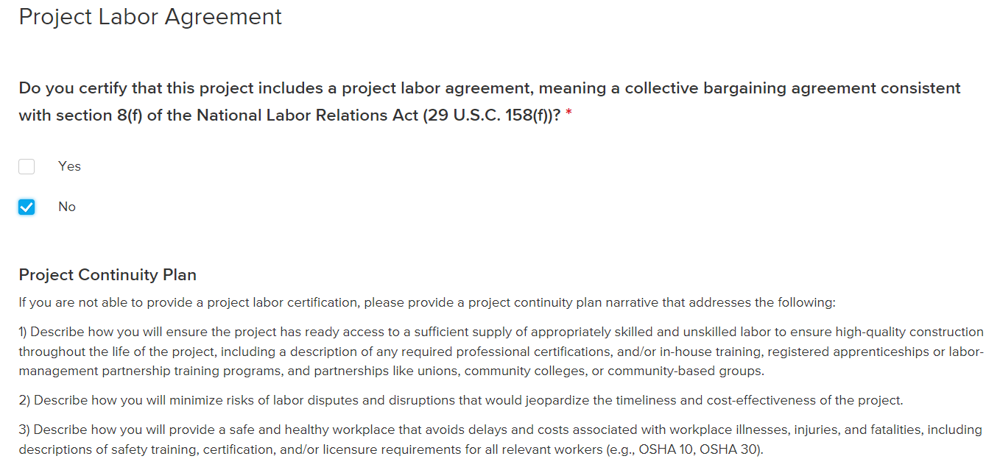 Project Labor Agreement
Do you certify that this project includes a project labor agreement, meaning a collective bargaining agreement consistent
with section 8(f) of the National Labor Relations Act (29 U.S.C. 158(f))? *
Yes
No
Project Continuity Plan
If you are not able to provide a project labor certification, please provide a project continuity plan narrative that addresses the following:
1) Describe how you will ensure the project has ready access to a sufficient supply of appropriately skilled and unskilled labor to ensure high-quality construction
throughout the life of the project, including a description of any required professional certifications, and/or in-house training, registered apprenticeships or labor-
management partnership training programs, and partnerships like unions, community colleges, or community-based groups.
2) Describe how you will minimize risks of labor disputes and disruptions that would jeopardize the timeliness and cost-effectiveness of the project.
3) Describe how you will provide a safe and healthy workplace that avoids delays and costs associated with workplace illnesses, injuries, and fatalities, including
descriptions of safety training, certification, and/or licensure requirements for all relevant workers (e.g., OSHA 10, OSHA 30).